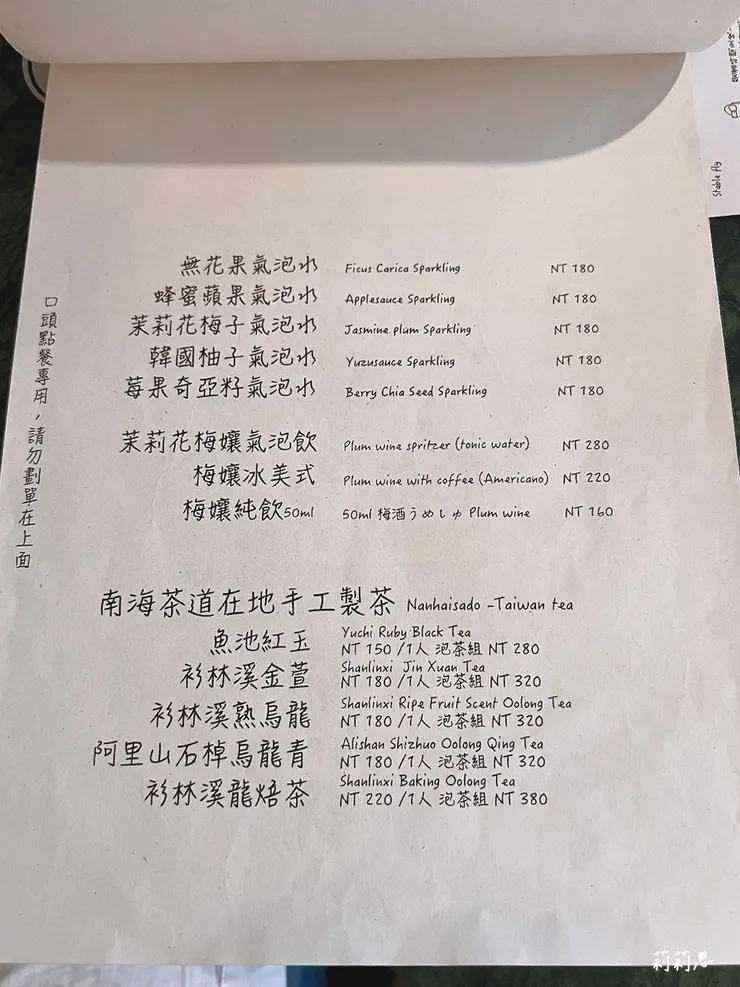 無花果氣泡水 Ficus Carica Sparkling NT 180
蜂蜜蘋果氣泡水 Applesauce Sparkling NT 180
茉莉花梅子氣泡水 Jasmine plum Sparkling NT 180
韓國柚子氣泡水 Yuzusauce Sparkling NT 180
莓果奇亞籽氣泡水 Berry Chia Seed Sparkling NT 180
茉莉花梅孃氣泡飲 Plum wine spritzer (tonic water) NT 280
梅孃冰美式 Plum wine with coffee (Americano) NT 220
梅孃純飲50ml 50ml 梅酒うめしゅ Plum wine NT 160
口頭點餐專用，請勿劃單在上面
南海茶道在地手工製茶 Nanhaisado -Taiwan tea
魚池紅玉 Yuchi Ruby Black Tea
NT 150 /1人 泡茶組 NT 280
衫林溪金萱 Shanlinxi Jin Xuan Tea
NT 180 /1人 泡茶組 NT 320
衫林溪熟烏龍 Shanlinxi Ripe Fruit Scent Oolong Tea
NT 180 /1人 泡茶組 NT 320
阿里山石棹烏龍青 Alishan Shizhuo Oolong Qing Tea
NT 180 /1人 泡茶組 NT 320
衫林溪龍焙茶 Shanlinxi Baking Oolong Tea
NT 220 /1人 泡茶組 NT 380
莉莉恩